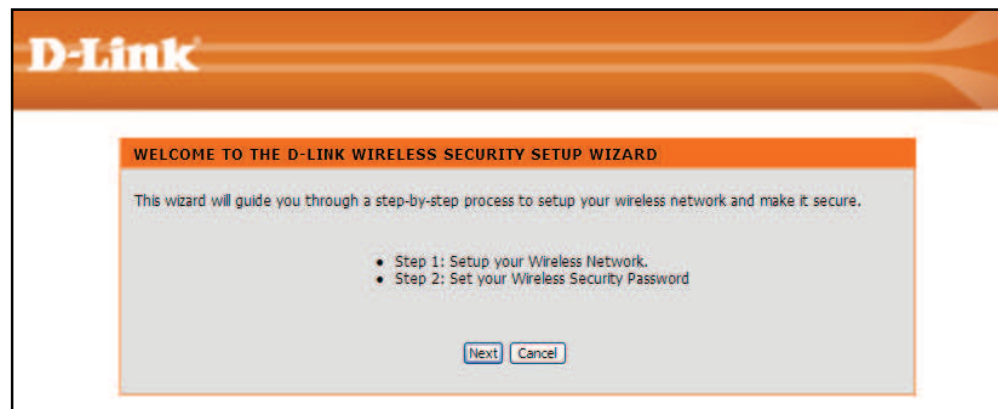 D-Link
WELCOME TO THE D-LINK WIRELESS SECURITY SETUP WIZARD
This wizard will guide you through a step-by-step process to setup your wireless network and make it secure.
• Step 1: Setup your Wireless Network.
• Step 2: Set your Wireless Security Password
Next Cancel